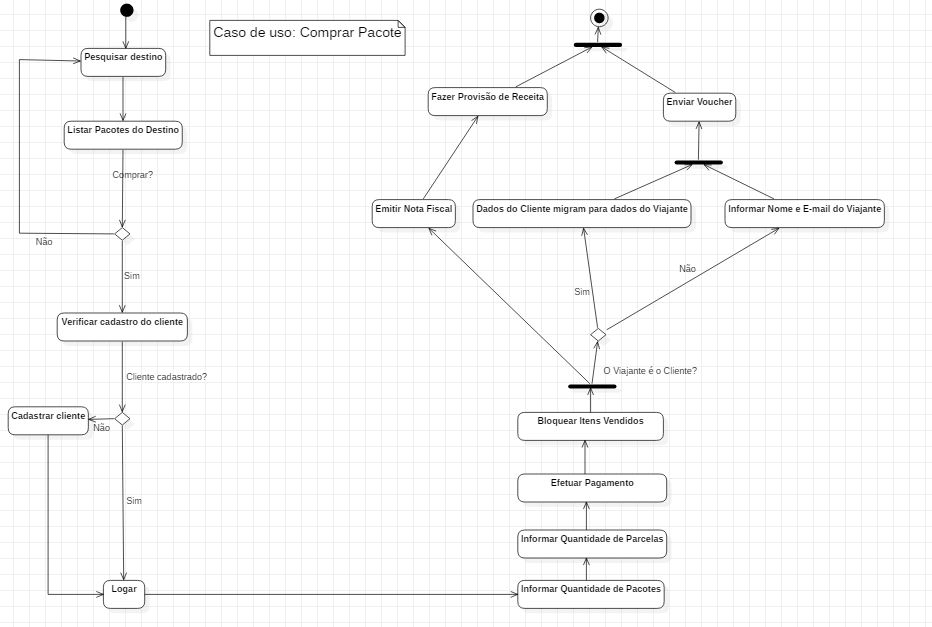 Caso de uso: Comprar Pacote
Pesquisar destino
Listar Pacotes do Destino
Comprar?
Não
Sim
Verificar cadastro do cliente
Cliente cadastrado?
Cadastrar cliente
Não
Sim
Logar
Informar Quantidade de Pacotes
Informar Quantidade de Parcelas
Efetuar Pagamento
Bloquear Itens Vendidos
O Viajante é o Cliente?
Sim
Não
Emitir Nota Fiscal
Dados do Cliente migram para dados do Viajante
Informar Nome e E-mail do Viajante
Fazer Provisão de Receita
Enviar Voucher